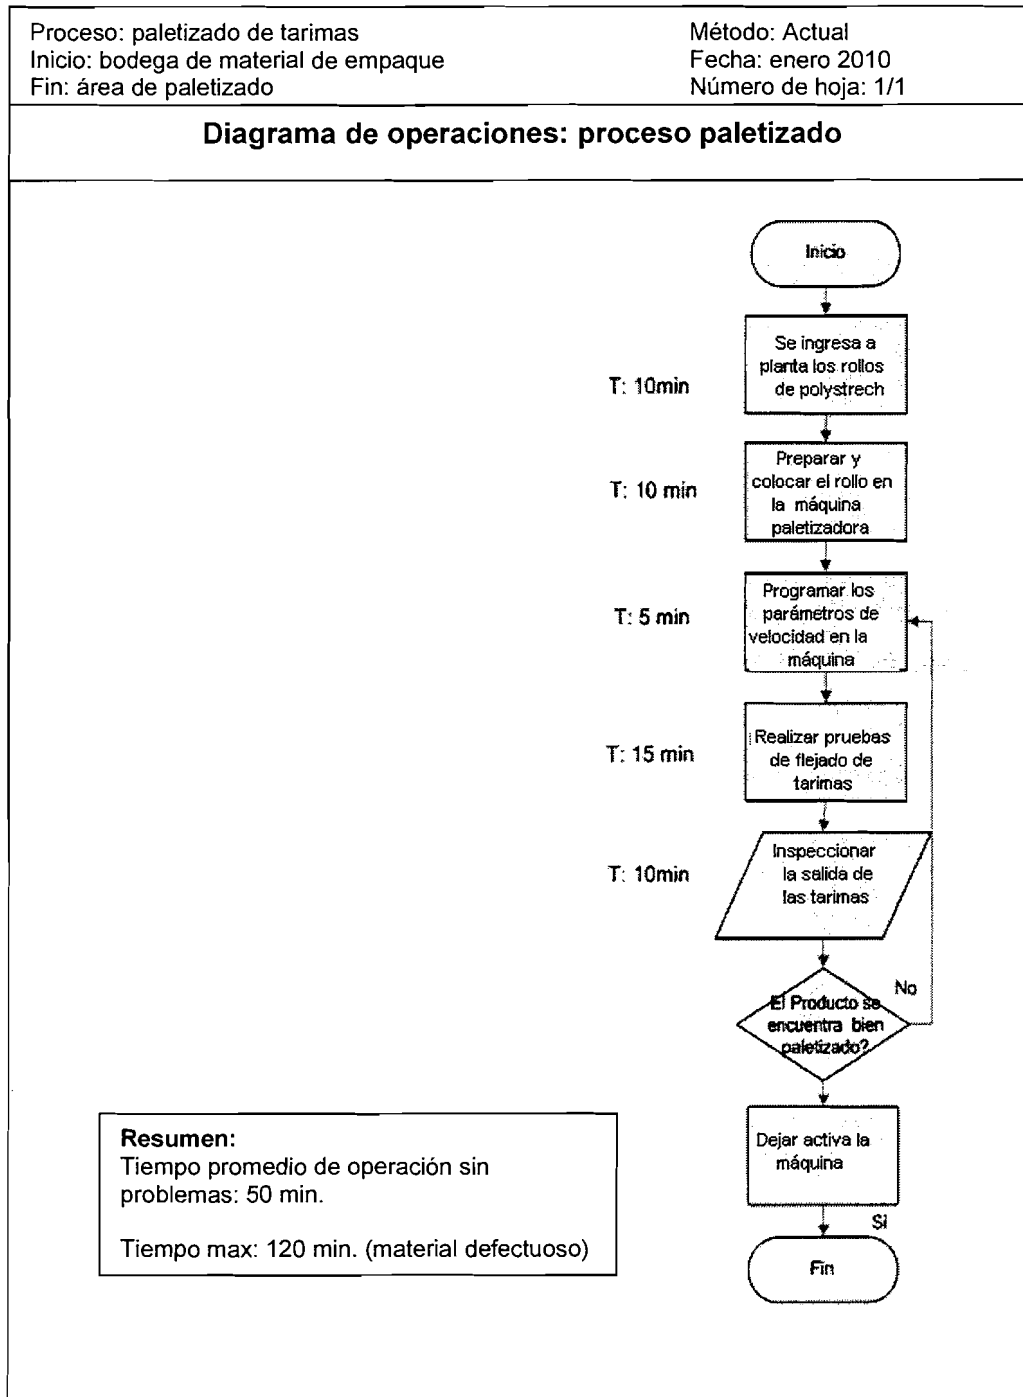 Proceso: paletizado de tarimas
Método: Actual
Inicio: bodega de material de empaque
Fecha: enero 2010
Fin: área de paletizado
Número de hoja: 1/1
Diagrama de operaciones: proceso paletizado
Inicio
T: 10min
Se ingresa a
planta los rollos
de polystrech
T: 10 min
Preparar y
colocar el rollo en
la máquina
paletizadora
T: 5 min
Programar los
parámetros de
velocidad en la
máquina
T: 15 min
Realizar pruebas
de flejado de
tarimas
T: 10min
Inspeccionar
la salida de
las tarimas
No
El Producto se
encuentra bien
paletizado?
Dejar activa la
máquina
Si
Fin
Resumen:
Tiempo promedio de operación sin
problemas: 50 min.
Tiempo max: 120 min. (material defectuoso)